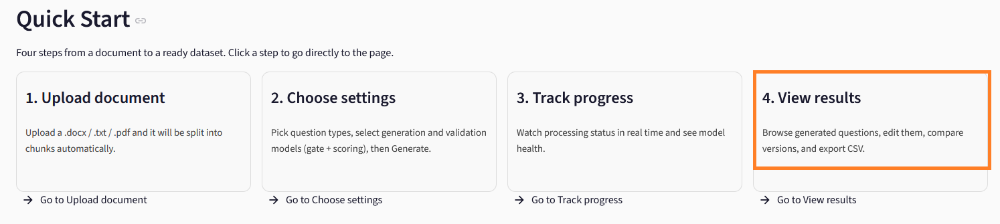 Quick Start
Four steps from a document to a ready dataset. Click a step to go directly to the page.
1. Upload document
Upload a .docx / .txt / .pdf and it will be split into
chunks automatically.
Go to Upload document
2. Choose settings
Pick question types, select generation and validation
models (gate + scoring), then Generate.
Go to Choose settings
3. Track progress
Watch processing status in real time and see model
health.
Go to Track progress
4. View results
Browse generated questions, edit them, compare
versions, and export CSV.
Go to View results